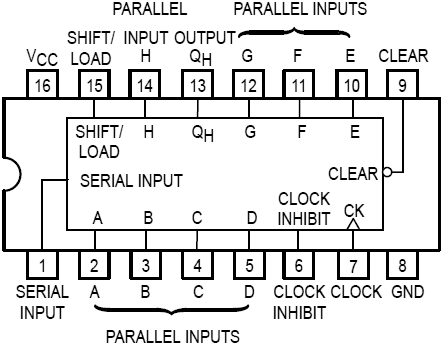 PARALLEL PARALLEL INPUTS
SHIFT/ INPUT OUTPUT
VCC LOAD H QH G F E CLEAR
16 15 14 13 12 11 10 9
SHIFT/ H QH G F E
LOAD
CLEAR
SERIAL INPUT
CLOCK
INHIBIT CK
A B C D
1 2 3 4 5 6 7 8
SERIAL A B C D CLOCK CLOCK GND
INPUT INHIBIT
PARALLEL INPUTS